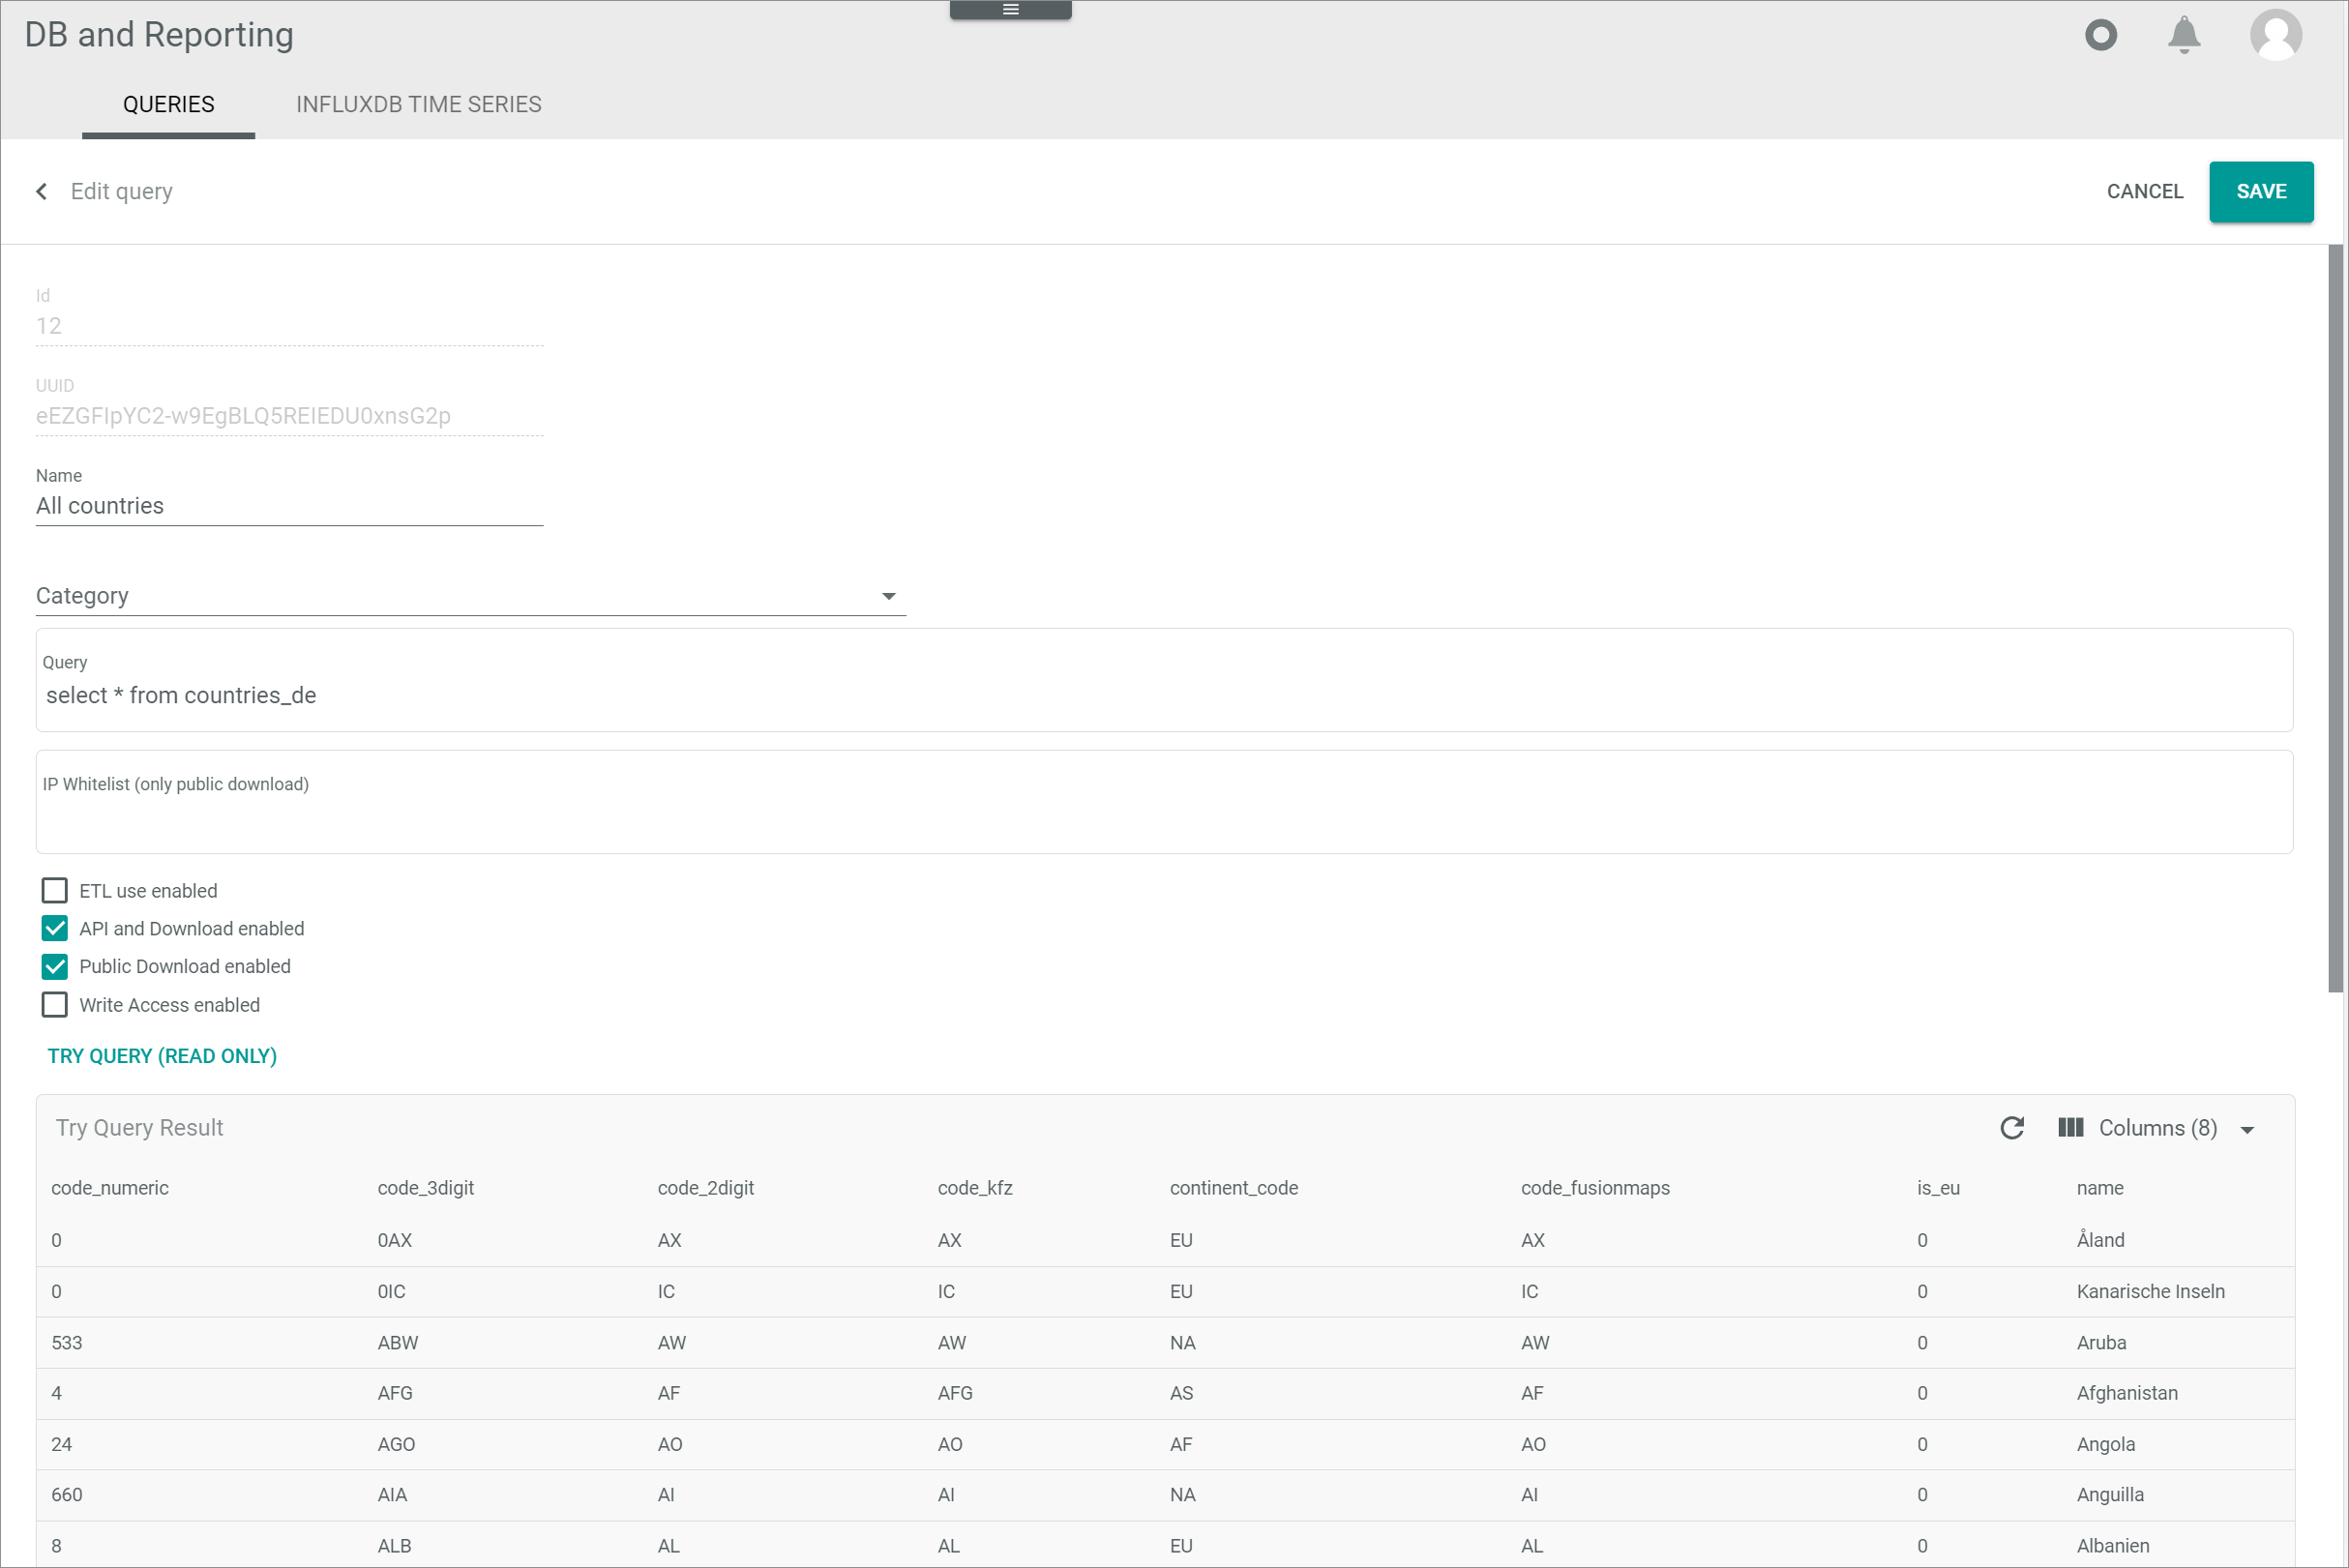 DB and Reporting
QUERIES INFLUXDB TIME SERIES
Edit query
CANCEL SAVE
Id
12
UUID
eEZGFIpYC2-w9EgBLQ5REIEDU0xnsG2p
Name
All countries
Category
Query
select * from countries_de
IP Whitelist (only public download)
ETL use enabled
API and Download enabled
Public Download enabled
Write Access enabled
TRY QUERY (READ ONLY)
Try Query Result Columns (8)
code_numeric code_3digit code_2digit code_kfz continent_code code_fusionmaps is_eu name
0 0AX AX AX EU AX 0 Åland
0 0IC IC IC EU IC 0 Kanarische Inseln
533 ABW AW AW NA AW 0 Aruba
4 AFG AF AFG AS AF 0 Afghanistan
24 AGO AO AO AF AO 0 Angola
660 AIA AI AI NA AI 0 Anguilla
8 ALB AL AL EU AL 0 Albanien